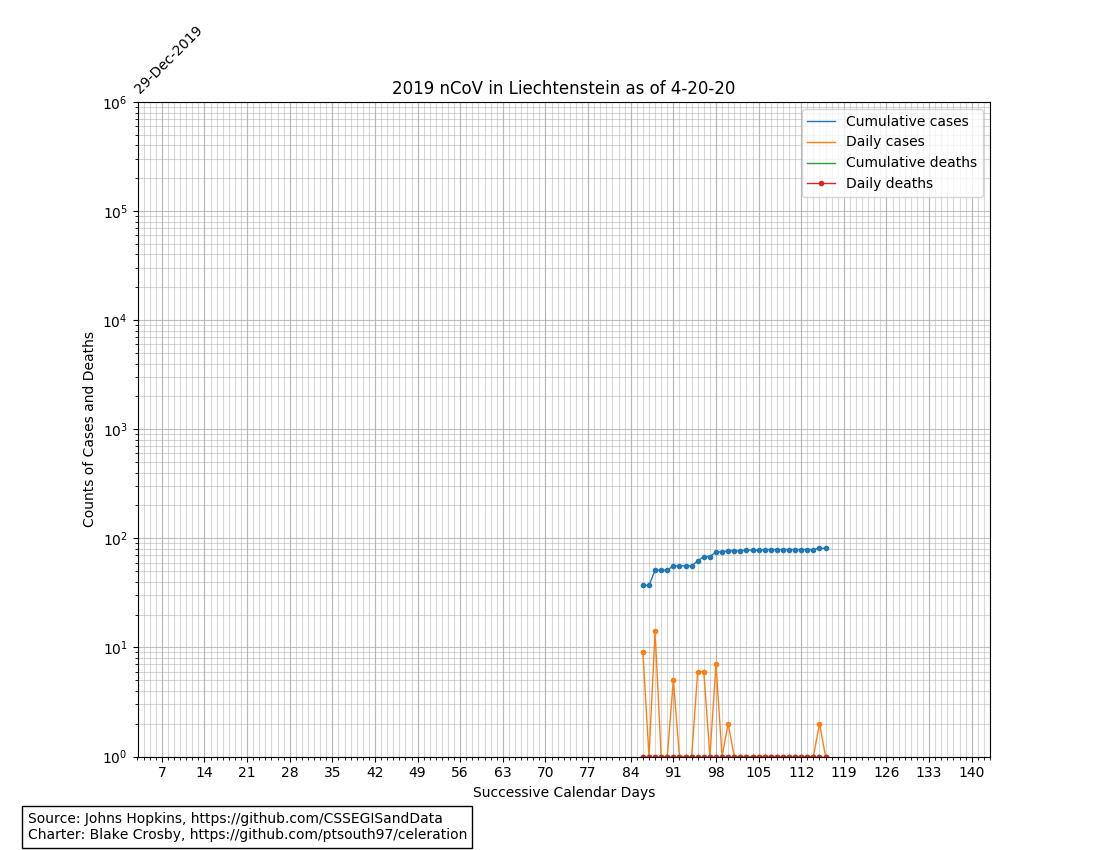 29-Dec-2019
2019 nCoV in Liechtenstein as of 4-20-20
Cumulative cases
Daily cases
Cumulative deaths
Daily deaths
Counts of Cases and Deaths
10⁶
10⁵
10⁴
10³
10²
10¹
10⁰
7 14 21 28 35 42 49 56 63 70 77 84 91 98 105 112 119 126 133 140
Successive Calendar Days
Source: Johns Hopkins, https://github.com/CSSEGISandData
Charter: Blake Crosby, https://github.com/ptsouth97/celeration